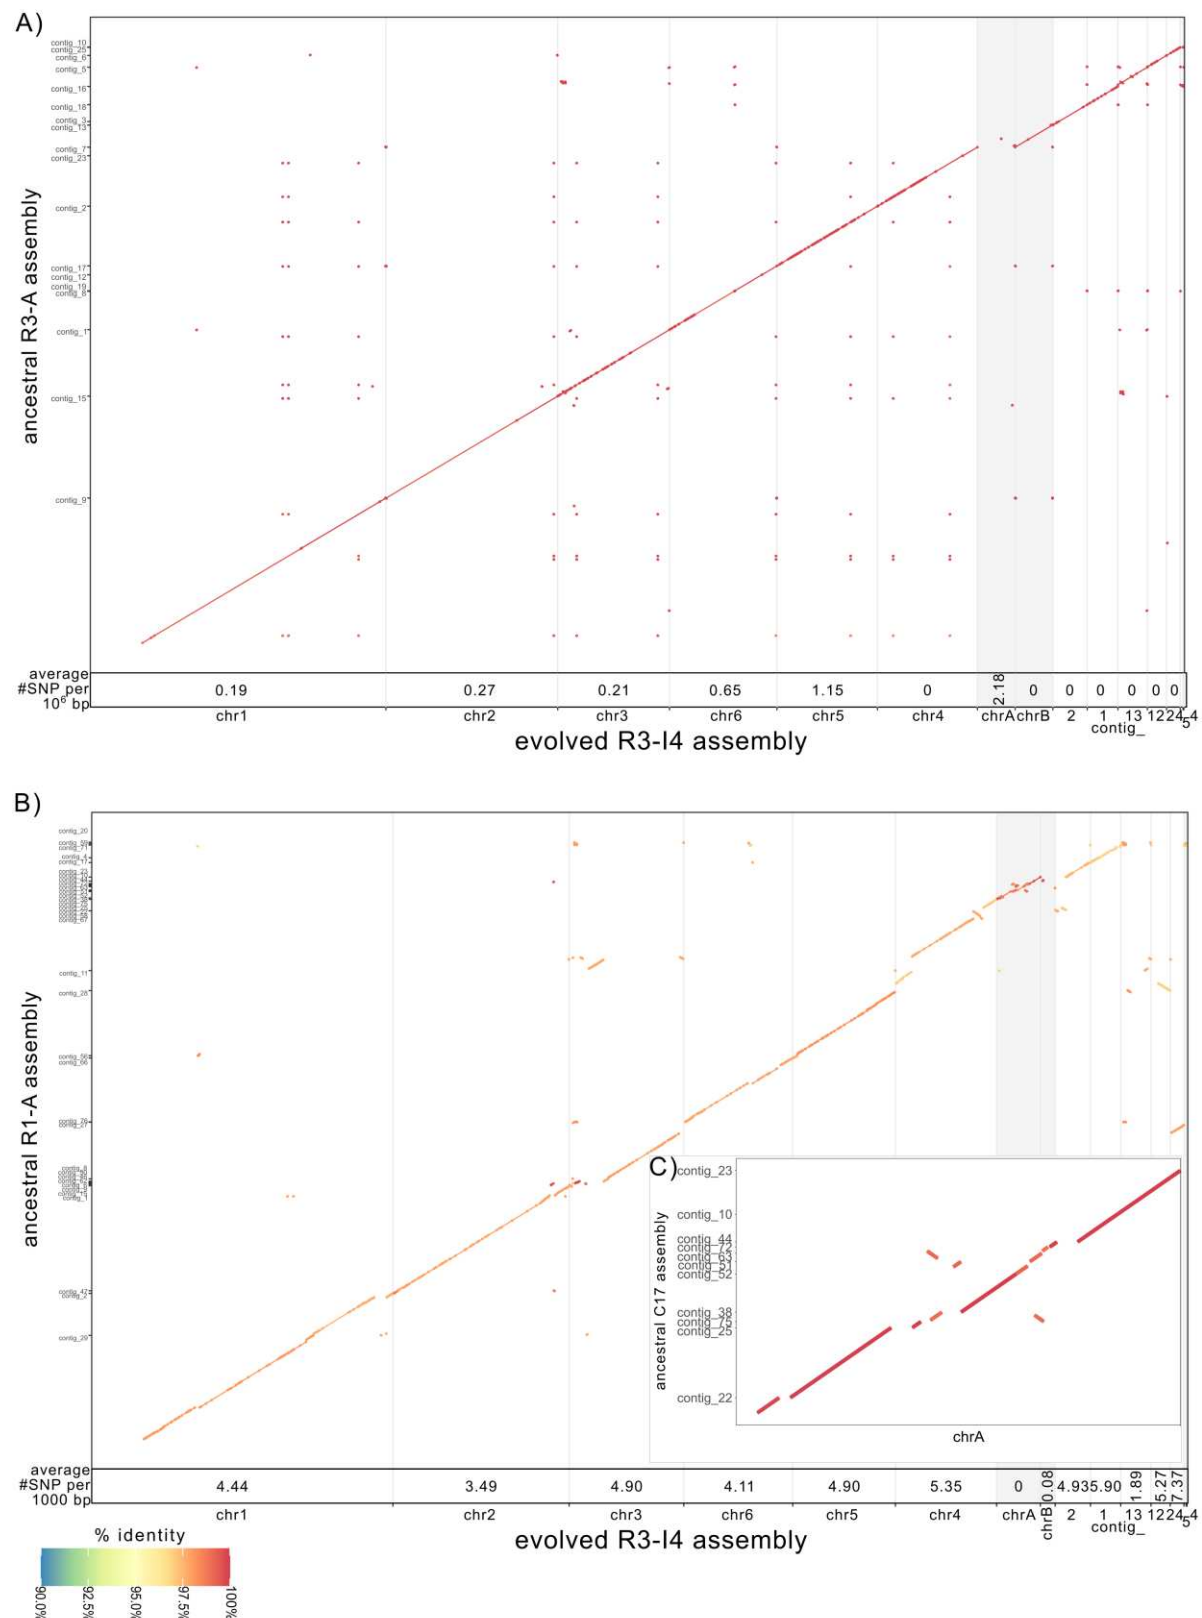 A)
contig_10
contig_25
contig_6
contig_5
contig_16
contig_18
contig_3
contig_13
contig_7
contig_23
contig_2
contig_17
contig_12
contig_19
contig_8
contig_1
contig_15
contig_9
ancestral R3-A assembly
average
#SNP per
10⁶ bp
0.19 0.27 0.21 0.65 1.15 0 2.18 0 0 0 0 0 0
chr1 chr2 chr3 chr6 chr5 chr4 chrA chrB 2 1 13 12 24 4
5
contig_
evolved R3-I4 assembly
B)
contig_20
contig_4
contig_17
contig_11
contig_28
contig_56
contig_66
contig_29
ancestral R1-A assembly
C)
contig_23
contig_10
contig_44
contig_72
contig_63
contig_51
contig_52
contig_38
contig_75
contig_25
contig_22
ancestral C17 assembly
chrA
average
#SNP per
1000 bp
4.44 3.49 4.90 4.11 4.90 5.35 0 0.08 4.93 5.90 1.89 5.27 7.37
chr1 chr2 chr3 chr6 chr5 chr4 chrA chrB 2 1 13 12 24 4
5
contig_
evolved R3-I4 assembly
% identity
90.0% 92.5% 95.0% 97.5% 100%